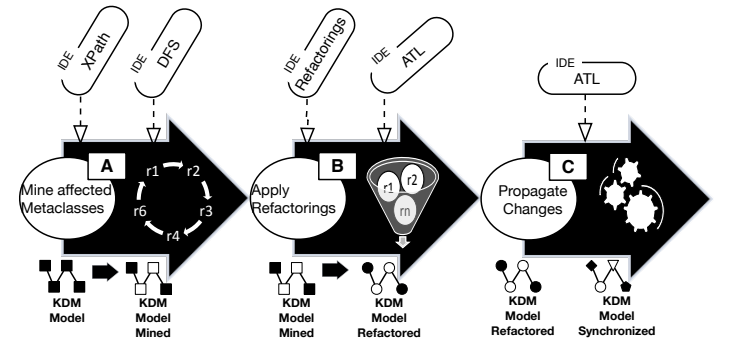 IDE
XPath
IDE
DFS
IDE
Refactorings
IDE
ATL
IDE
ATL
A
Mine affected
Metaclasses
r1
r2
r3
r4
r6
B
Apply
Refactorings
r1
r2
rn
C
Propagate
Changes
KDM
Model
KDM
Model
Mined
KDM
Model
Mined
KDM
Model
Refactored
KDM
Model
Refactored
KDM
Model
Synchronized